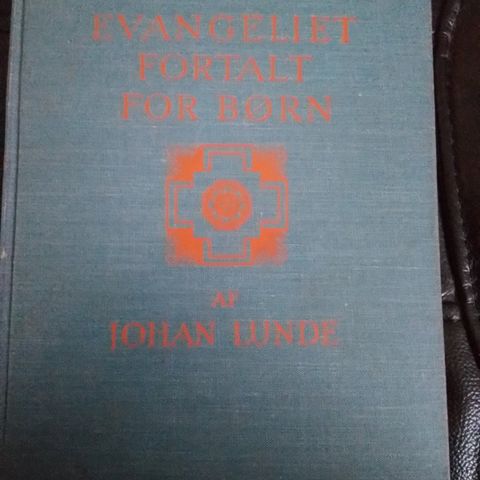 EVANGELIET
FORTALT
FOR BØRN
AF
JOHAN LUNDE